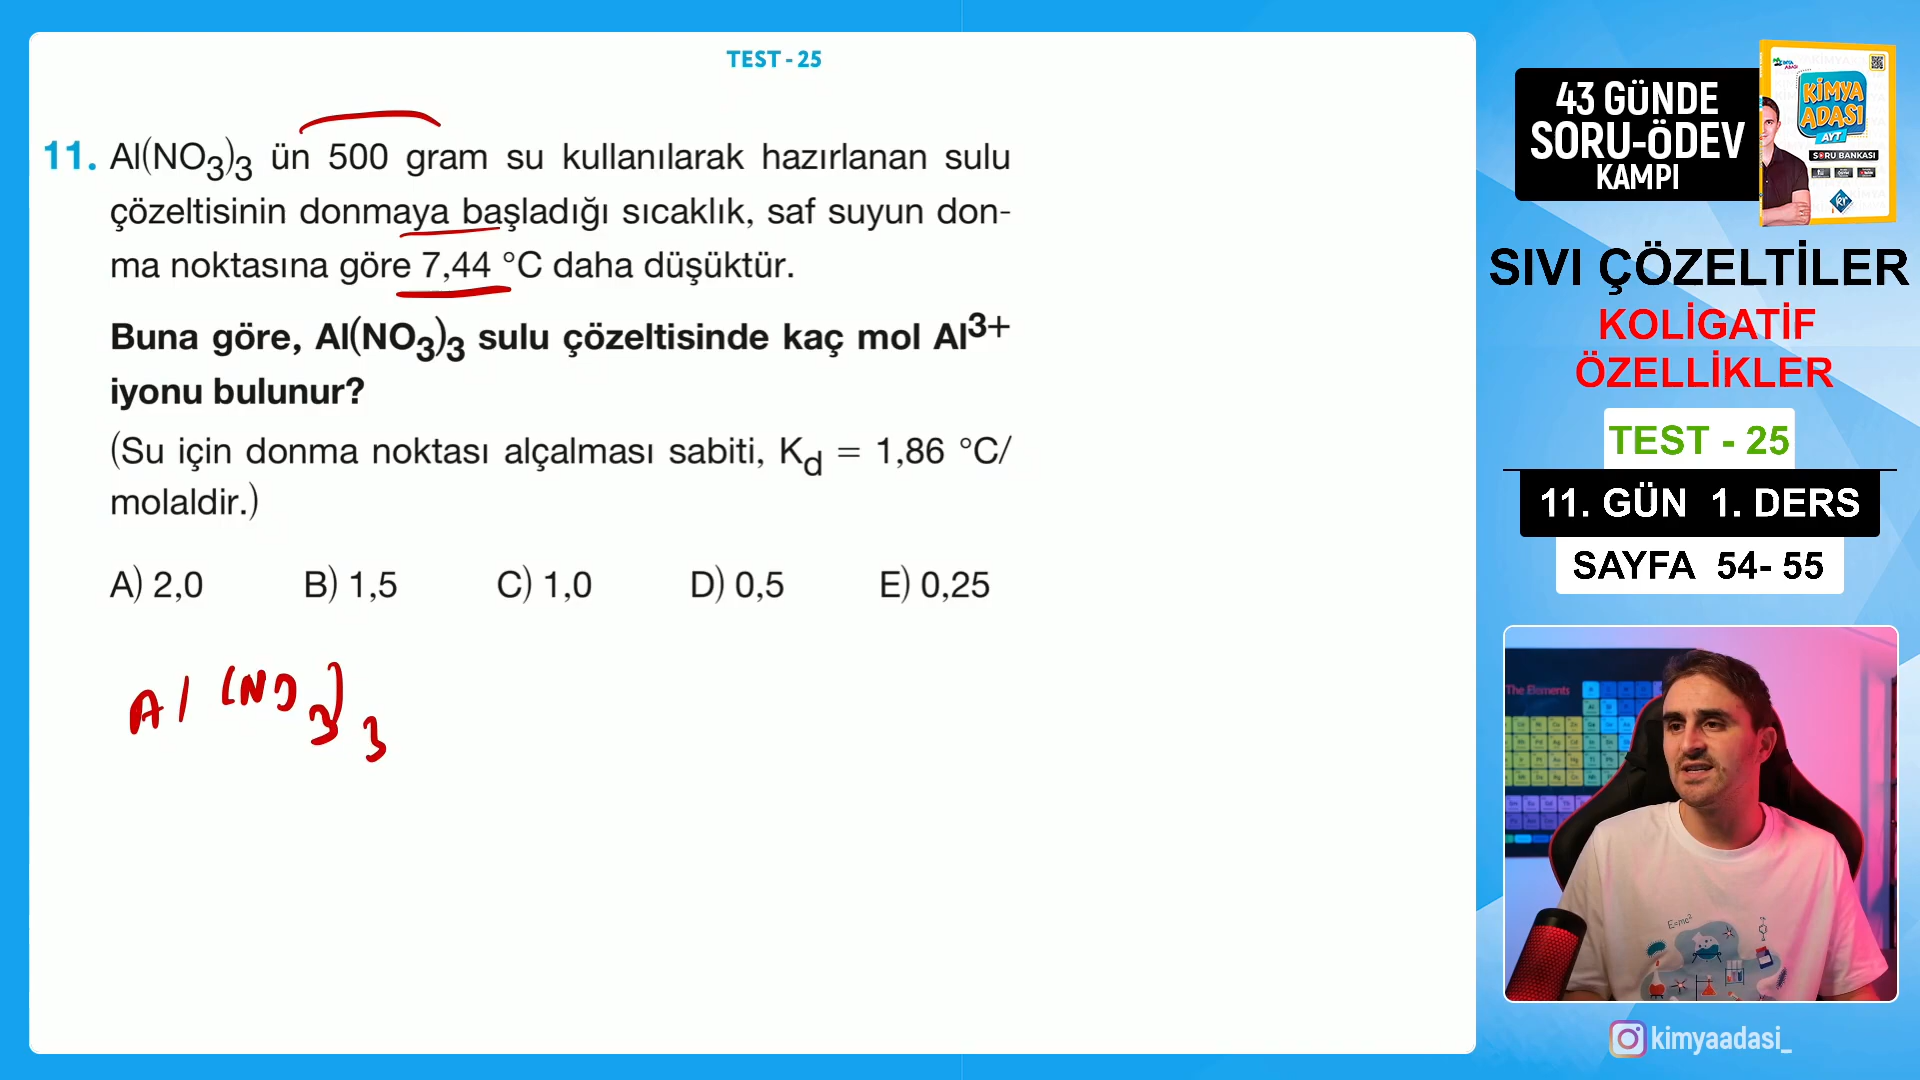 TEST - 25
11. Al(NO3)3 ün 500 gram su kullanılarak hazırlanan sulu
çözeltisinin donmaya başladığı sıcaklık, saf suyun don-
ma noktasına göre 7,44 °C daha düşüktür.
Buna göre, Al(NO3)3 sulu çözeltisinde kaç mol Al3+
iyonu bulunur?
(Su için donma noktası alçalması sabiti, Kd = 1,86 °C/
molaldir.)
A) 2,0 B) 1,5 C) 1,0 D) 0,5 E) 0,25
Al (NO3)3
43 GÜNDE
SORU-ÖDEV
KAMPI
KİMYA
ADASI
AYT
SORU BANKASI
kr
SIVI ÇÖZELTİLER
KOLİGATİF
ÖZELLİKLER
TEST - 25
11. GÜN 1. DERS
SAYFA 54- 55
The Elements
E=mc²
kimyaadasi_